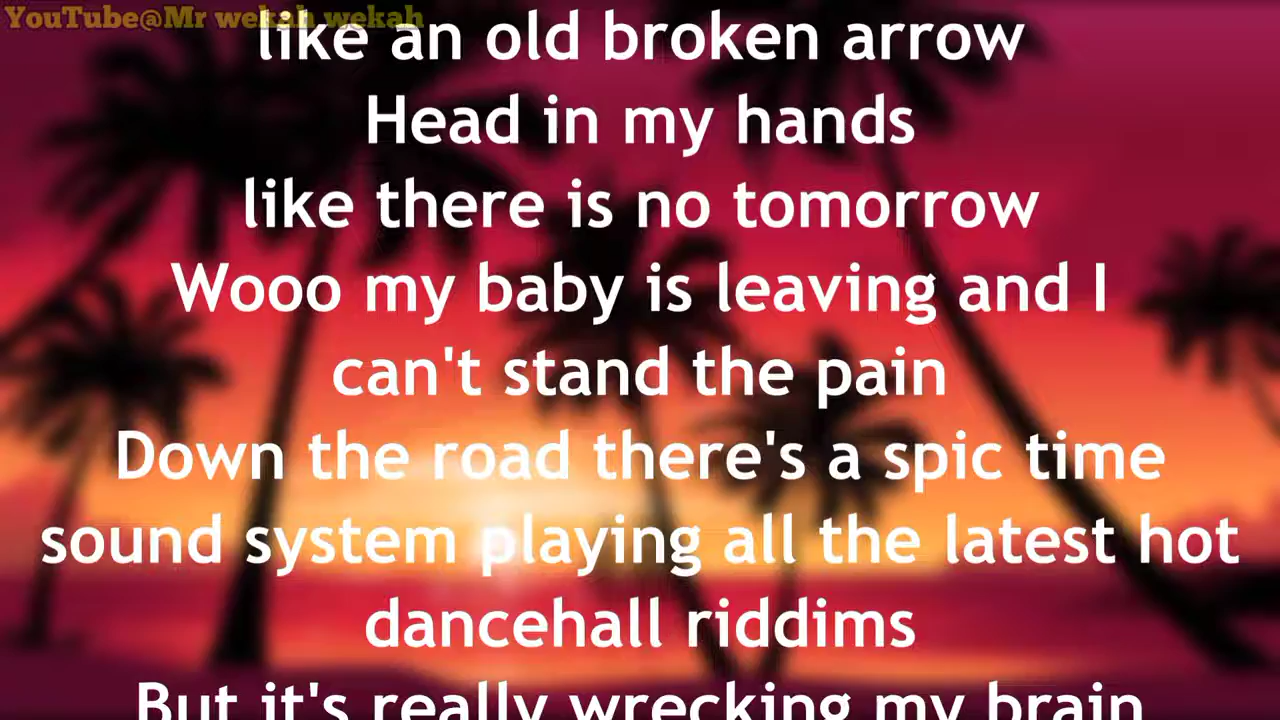 YouTube@Mr wekah wekah
like an old broken arrow
Head in my hands
like there is no tomorrow
Wooo my baby is leaving and I
can't stand the pain
Down the road there's a spic time
sound system playing all the latest hot
dancehall riddims
But it's really wrecking my brain